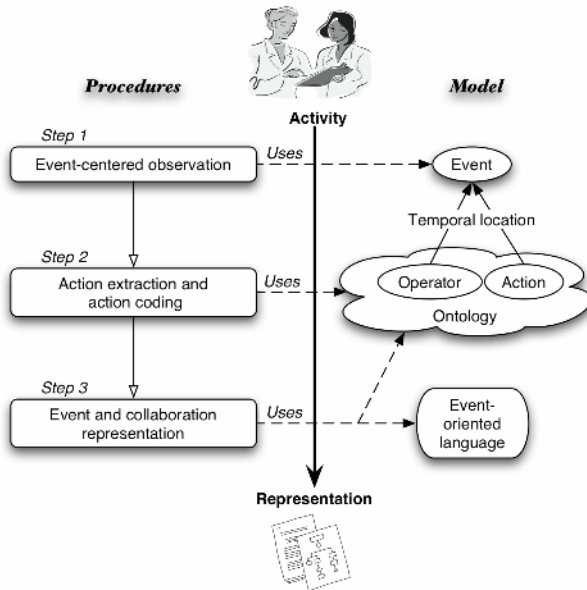 Procedures
Model
Activity
Step 1
Event-centered observation
Uses
Event
Temporal location
Step 2
Action extraction and
action coding
Uses
Operator
Action
Ontology
Step 3
Event and collaboration
representation
Uses
Event-
oriented
language
Representation